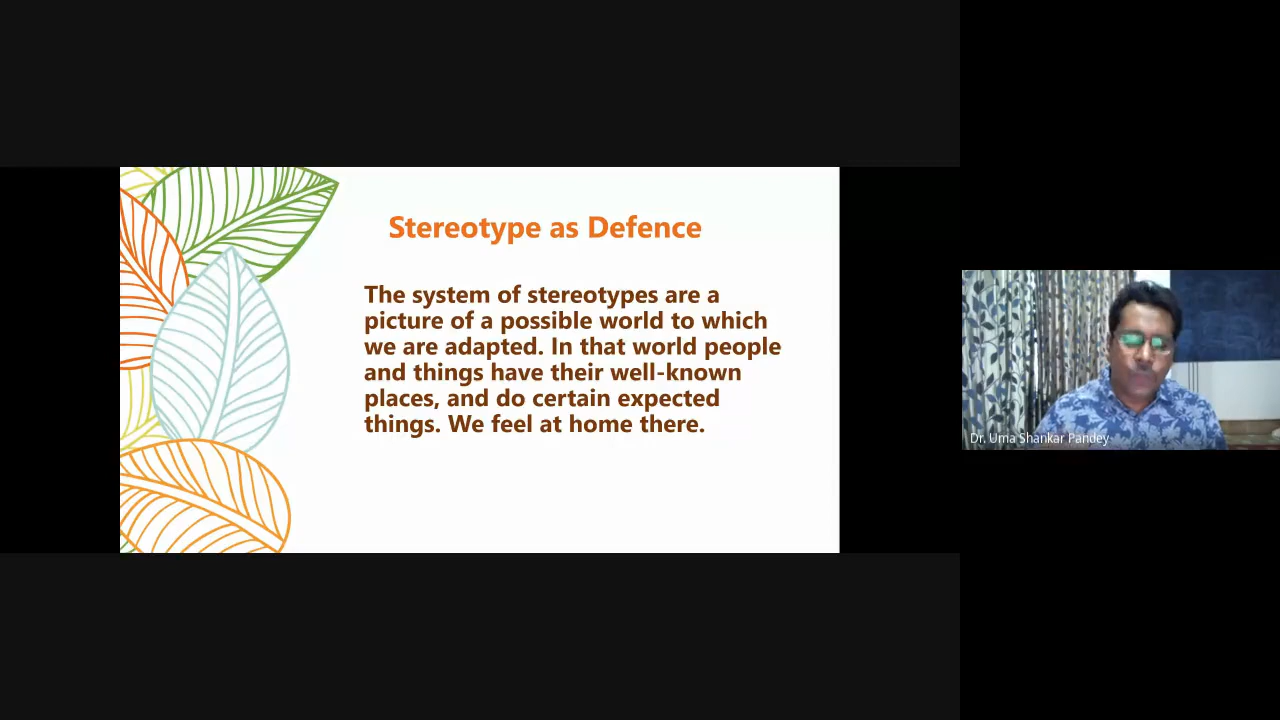 Stereotype as Defence
The system of stereotypes are a
picture of a possible world to which
we are adapted. In that world people
and things have their well-known
places, and do certain expected
things. We feel at home there.
Dr. Uma Shankar Pandey